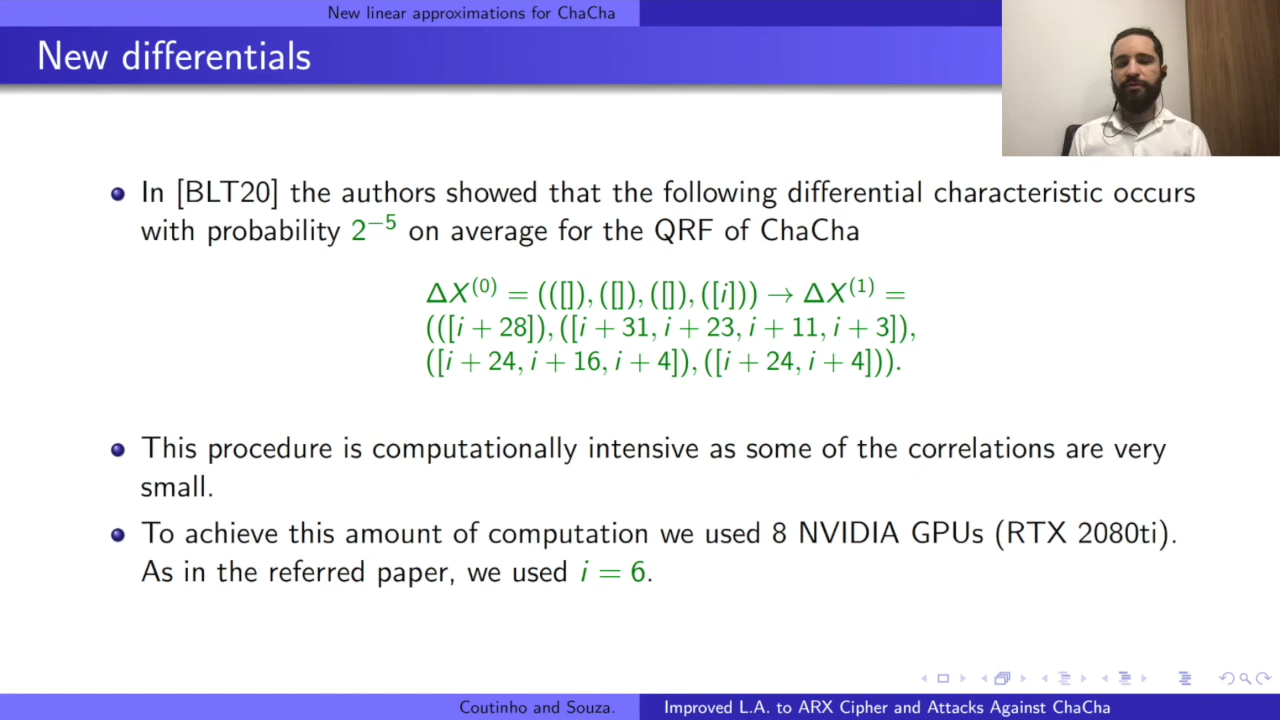 New linear approximations for ChaCha
New differentials
In [BLT20] the authors showed that the following differential characteristic occurs
with probability 2⁻⁵ on average for the QRF of ChaCha
ΔX⁽⁰⁾ = (([]), ([]), ([]), ([i])) → ΔX⁽¹⁾ =
(([i + 28]), ([i + 31, i + 23, i + 11, i + 3]),
([i + 24, i + 16, i + 4]), ([i + 24, i + 4])).
This procedure is computationally intensive as some of the correlations are very
small.
To achieve this amount of computation we used 8 NVIDIA GPUs (RTX 2080ti).
As in the referred paper, we used i = 6.
Coutinho and Souza. Improved L.A. to ARX Cipher and Attacks Against ChaCha